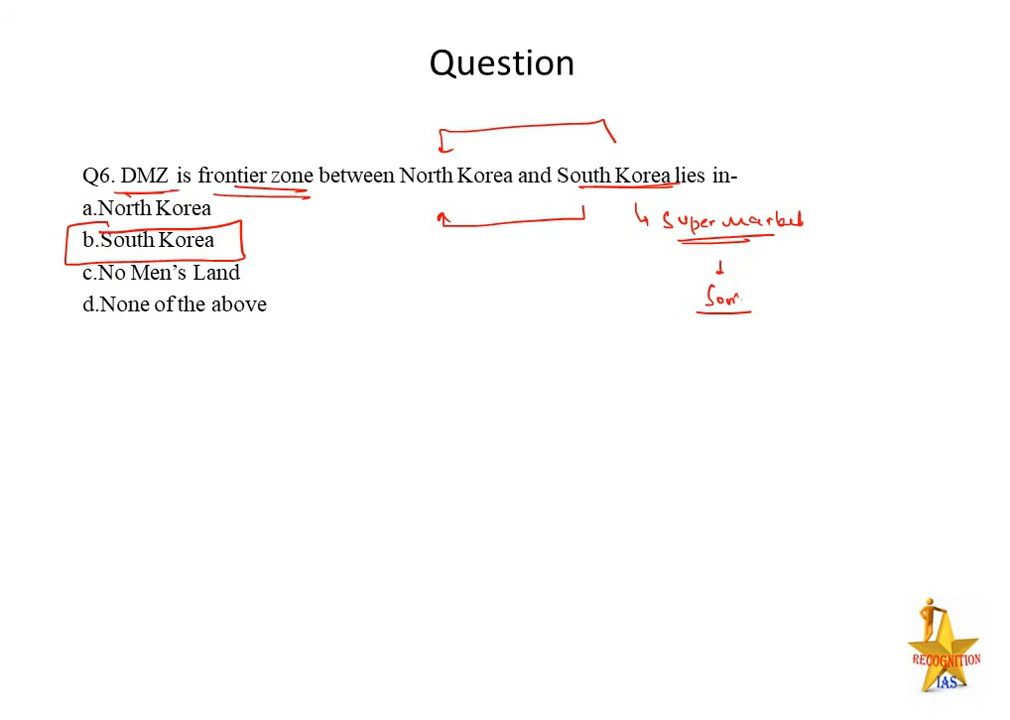 Question
Q6. DMZ is frontier zone between North Korea and South Korea lies in-
a.North Korea
b.South Korea
c.No Men's Land
d.None of the above
Super market
RECOGNITION
IAS